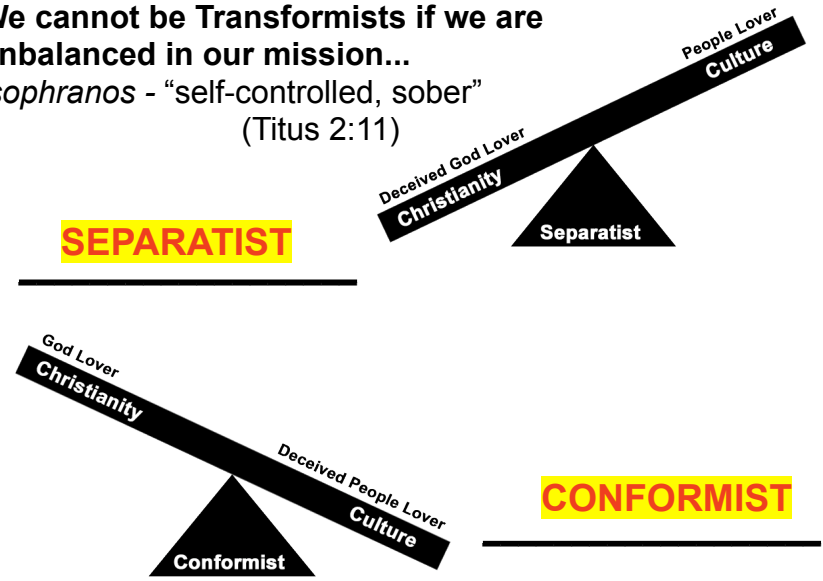 We cannot be Transformists if we are
unbalanced in our mission...
sophranos - “self-controlled, sober”
(Titus 2:11)
People Lover
Culture
Deceived God Lover
Christianity
Separatist
SEPARATIST
God Lover
Christianity
Deceived People Lover
Culture
Conformist
CONFORMIST